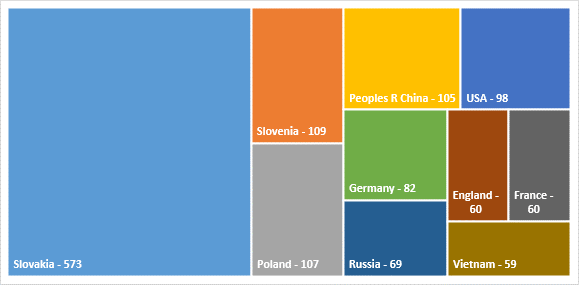 Slovakia - 573
Slovenia - 109
Poland - 107
Peoples R China - 105
USA - 98
Germany - 82
Russia - 69
England -
60
France -
60
Vietnam - 59